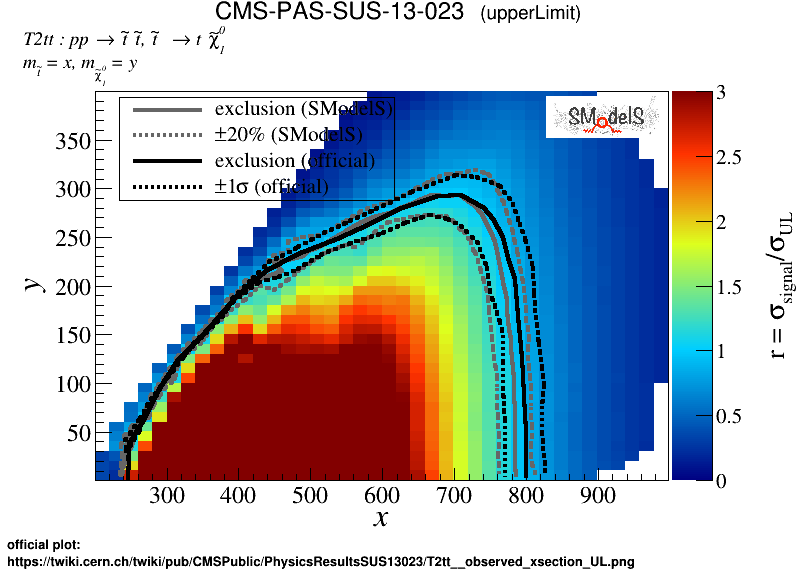 CMS-PAS-SUS-13-023 (upperLimit)
T2tt : pp → t̃ t̃, t̃ → t χ̃₁⁰
m_t̃ = x, m_χ̃₁⁰ = y
exclusion (SModelS)
±20% (SModelS)
exclusion (official)
±1σ (official)
SModelS
y
350
300
250
200
150
100
50
300 400 500 600 700 800 900
x
3
2.5
2
1.5
1
0.5
0
r = σ_signal/σ_UL
official plot:
https://twiki.cern.ch/twiki/pub/CMSPublic/PhysicsResultsSUS13023/T2tt__observed_xsection_UL.png